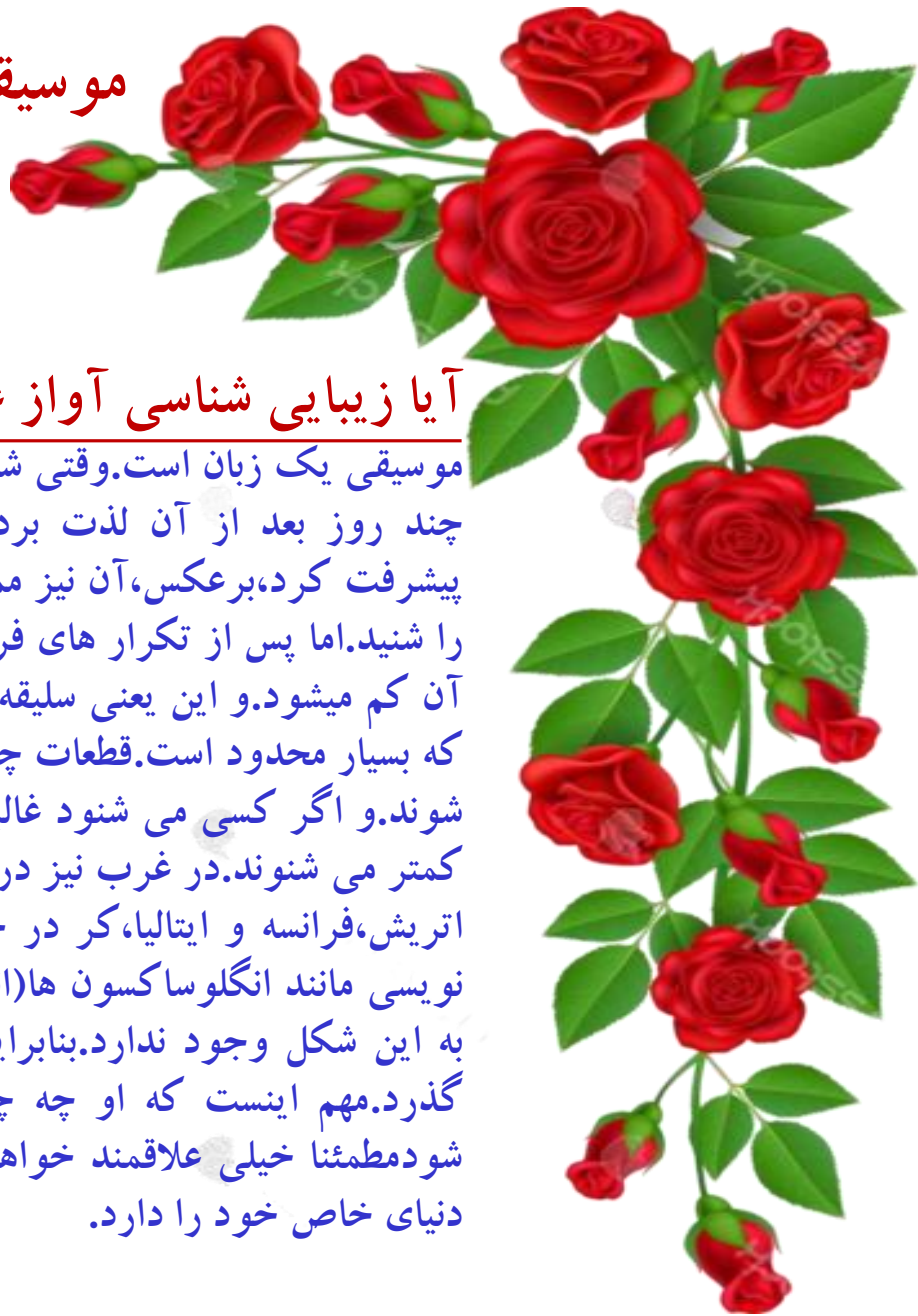 موسیق
آیا زیبایی شناسی آواز
موسیقی یک زبان است.وقتی
چند روز بعد از آن لذت
پیشرفت کرد،برعکس،آن نیز
را شنید.اما پس از تکرار های
آن کم میشود.و این یعنی سلیقه
که بسیار محدود است.قطعات
شوند.و اگر کسی می شنود
کمتر می شنوند.در غرب نیز در
اتریش،فرانسه و ایتالیا،کر در
نویسی مانند انگلوساکسون ها(
به این شکل وجود ندارد.
گذرد.مهم اینست که او چه
شودمطمئنا خیلی علاقمند
دنیای خاص خود را دارد.